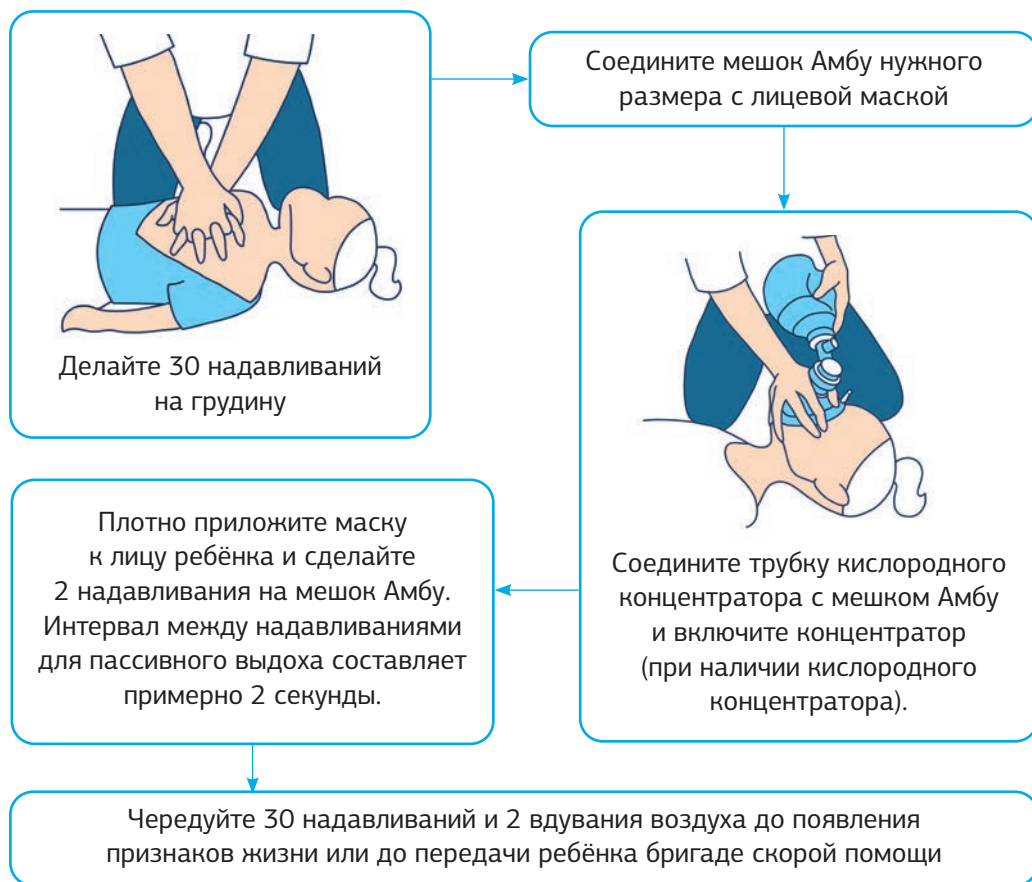 Делайте 30 надавливаний
на грудину
Соедините мешок Амбу нужного
размера с лицевой маской
Соедините трубку кислородного
концентратора с мешком Амбу
и включите концентратор
(при наличии кислородного
концентратора).
Плотно приложите маску
к лицу ребёнка и сделайте
2 надавливания на мешок Амбу.
Интервал между надавливаниями
для пассивного выдоха составляет
примерно 2 секунды.
Чередуйте 30 надавливаний и 2 вдувания воздуха до появления
признаков жизни или до передачи ребёнка бригаде скорой помощи